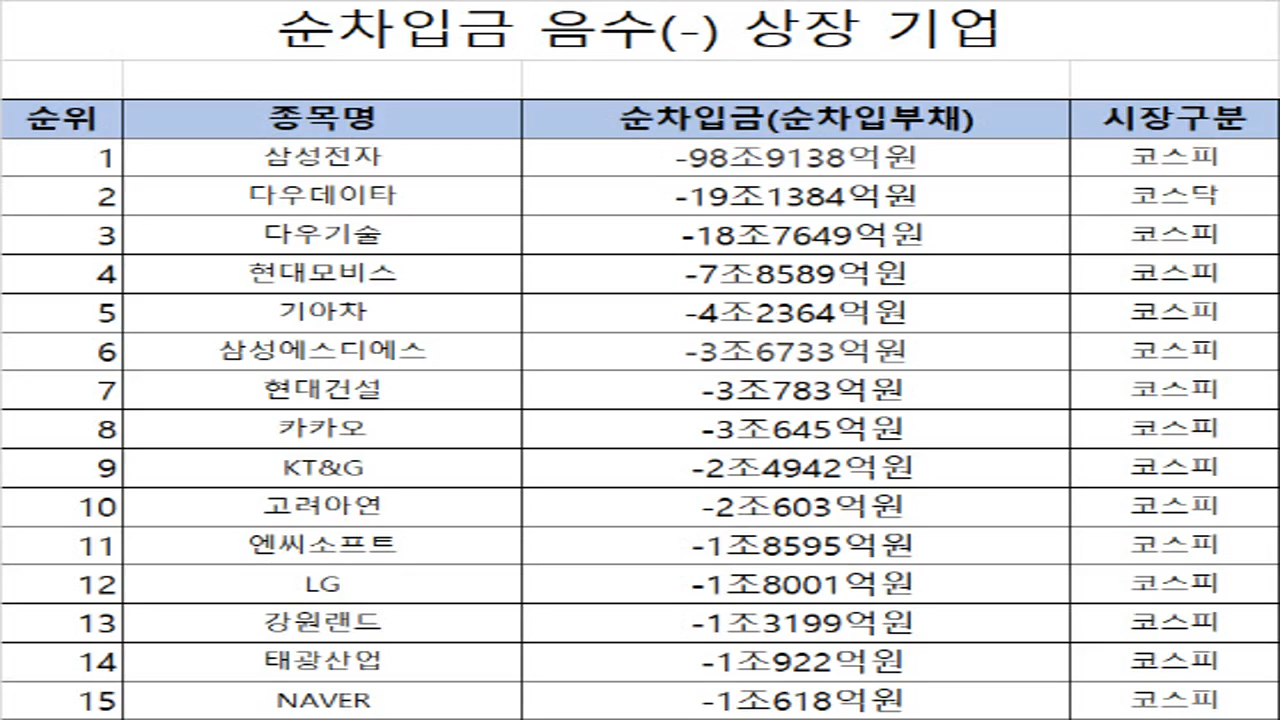 순차입금 음수(-) 상장 기업
순위 종목명 순차입금(순차입부채) 시장구분
1 삼성전자 -98조9138억원 코스피
2 다우데이타 -19조1384억원 코스닥
3 다우기술 -18조7649억원 코스피
4 현대모비스 -7조8589억원 코스피
5 기아차 -4조2364억원 코스피
6 삼성에스디에스 -3조6733억원 코스피
7 현대건설 -3조783억원 코스피
8 카카오 -3조645억원 코스피
9 KT&G -2조4942억원 코스피
10 고려아연 -2조603억원 코스피
11 엔씨소프트 -1조8595억원 코스피
12 LG -1조8001억원 코스피
13 강원랜드 -1조3199억원 코스피
14 태광산업 -1조922억원 코스피
15 NAVER -1조618억원 코스피